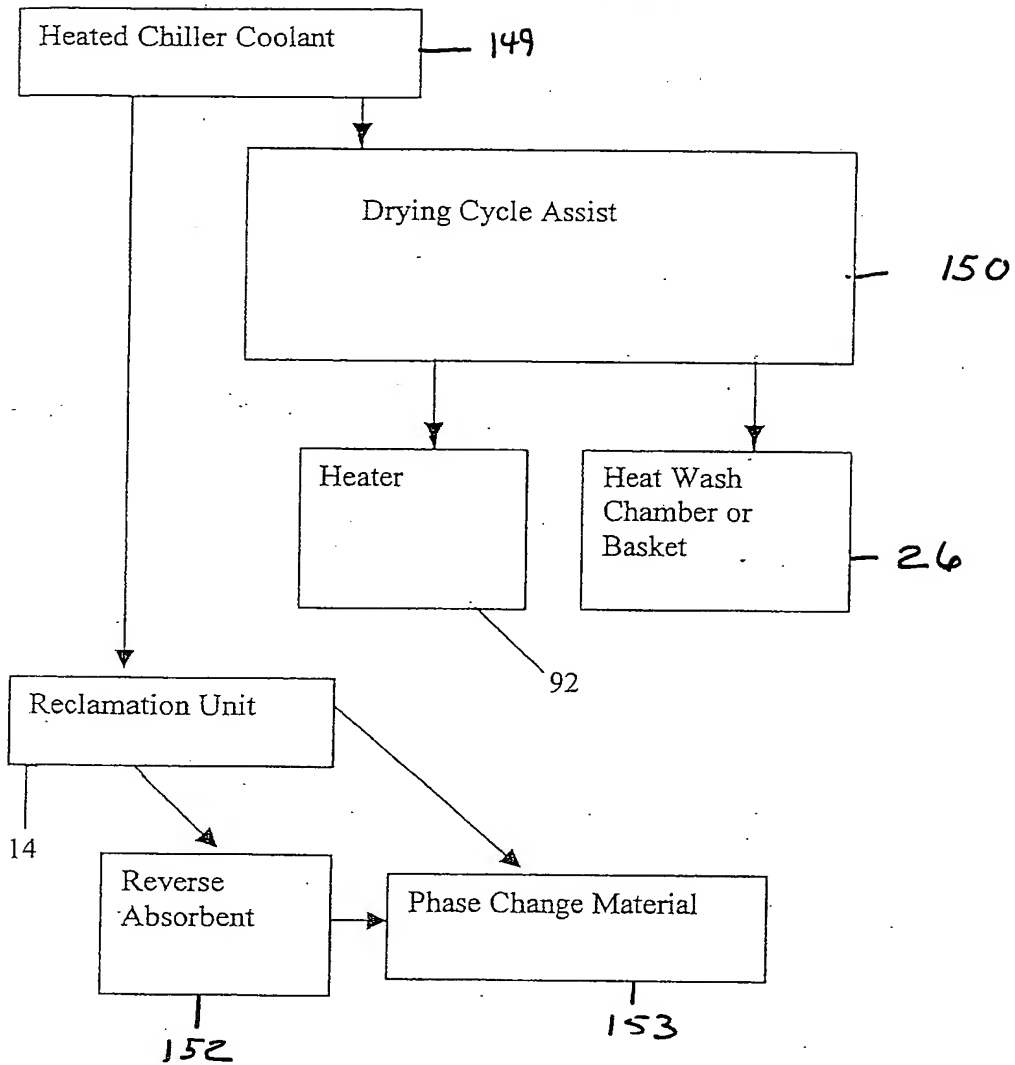 Heated Chiller Coolant
149
Drying Cycle Assist
150
Heater
Heat Wash
Chamber or
Basket
26
92
Reclamation Unit
14
Reverse
Absorbent
Phase Change Material
152
153